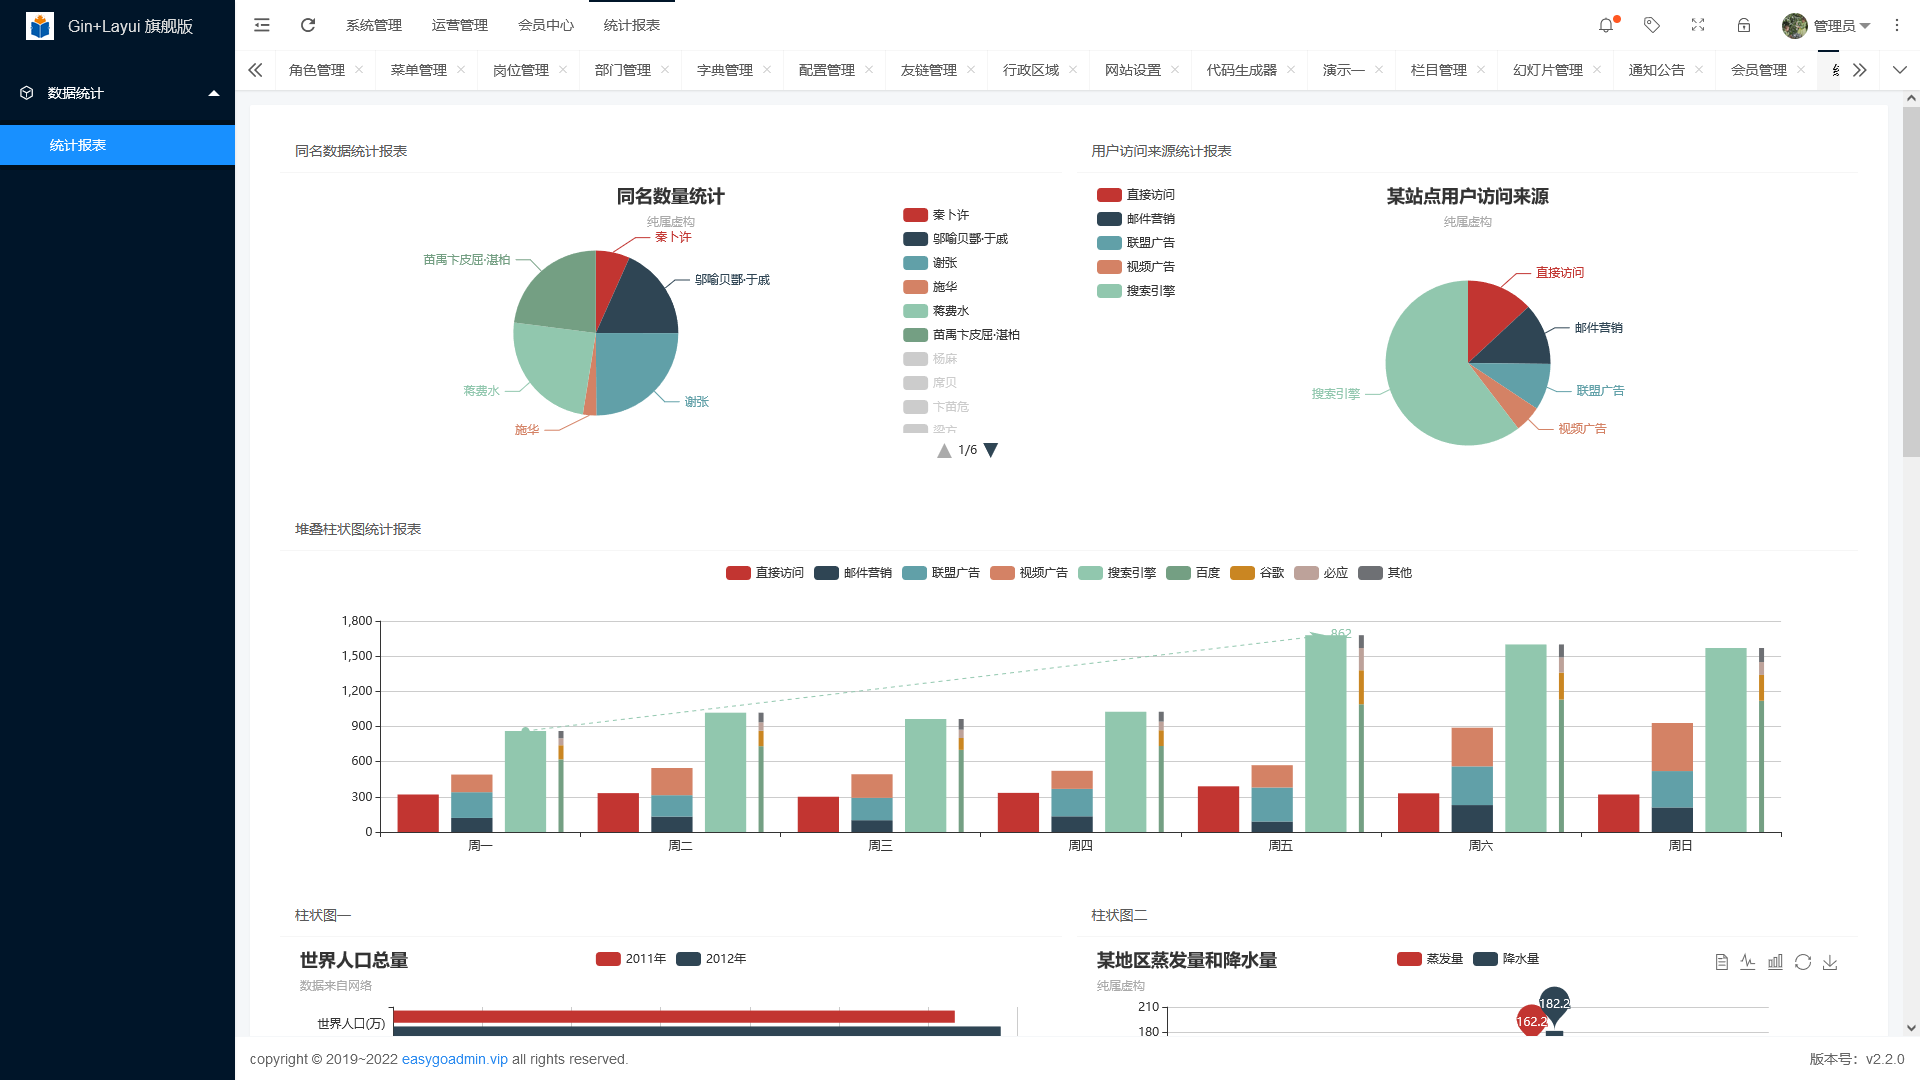 Gin+Layui 旗舰版
系统管理 运营管理 会员中心 统计报表
管理员
角色管理 菜单管理 岗位管理 部门管理 字典管理 配置管理 友链管理 行政区域 网站设置 代码生成器 演示一 栏目管理 幻灯片管理 通知公告 会员管理
数据统计
统计报表
同名数据统计报表
同名数量统计
纯属虚构
秦卜许
邬喻贝酆·于戚
谢张
施华
蒋费水
苗禹卞皮屈·湛柏
秦卜许
邬喻贝酆·于戚
谢张
施华
蒋费水
苗禹卞皮屈·湛柏
杨麻
席贝
卞苗危
梁方
1/6
用户访问来源统计报表
直接访问
邮件营销
联盟广告
视频广告
搜索引擎
某站点用户访问来源
纯属虚构
直接访问
邮件营销
联盟广告
视频广告
搜索引擎
堆叠柱状图统计报表
直接访问 邮件营销 联盟广告 视频广告 搜索引擎 百度 谷歌 必应 其他
1,800
1,500
1,200
900
600
300
0
862
周一 周二 周三 周四 周五 周六 周日
柱状图一
世界人口总量
数据来自网络
2011年 2012年
世界人口(万)
柱状图二
某地区蒸发量和降水量
纯属虚构
蒸发量 降水量
210
180
182.2
162.2
copyright © 2019~2022 easygoadmin.vip all rights reserved.
版本号：v2.2.0